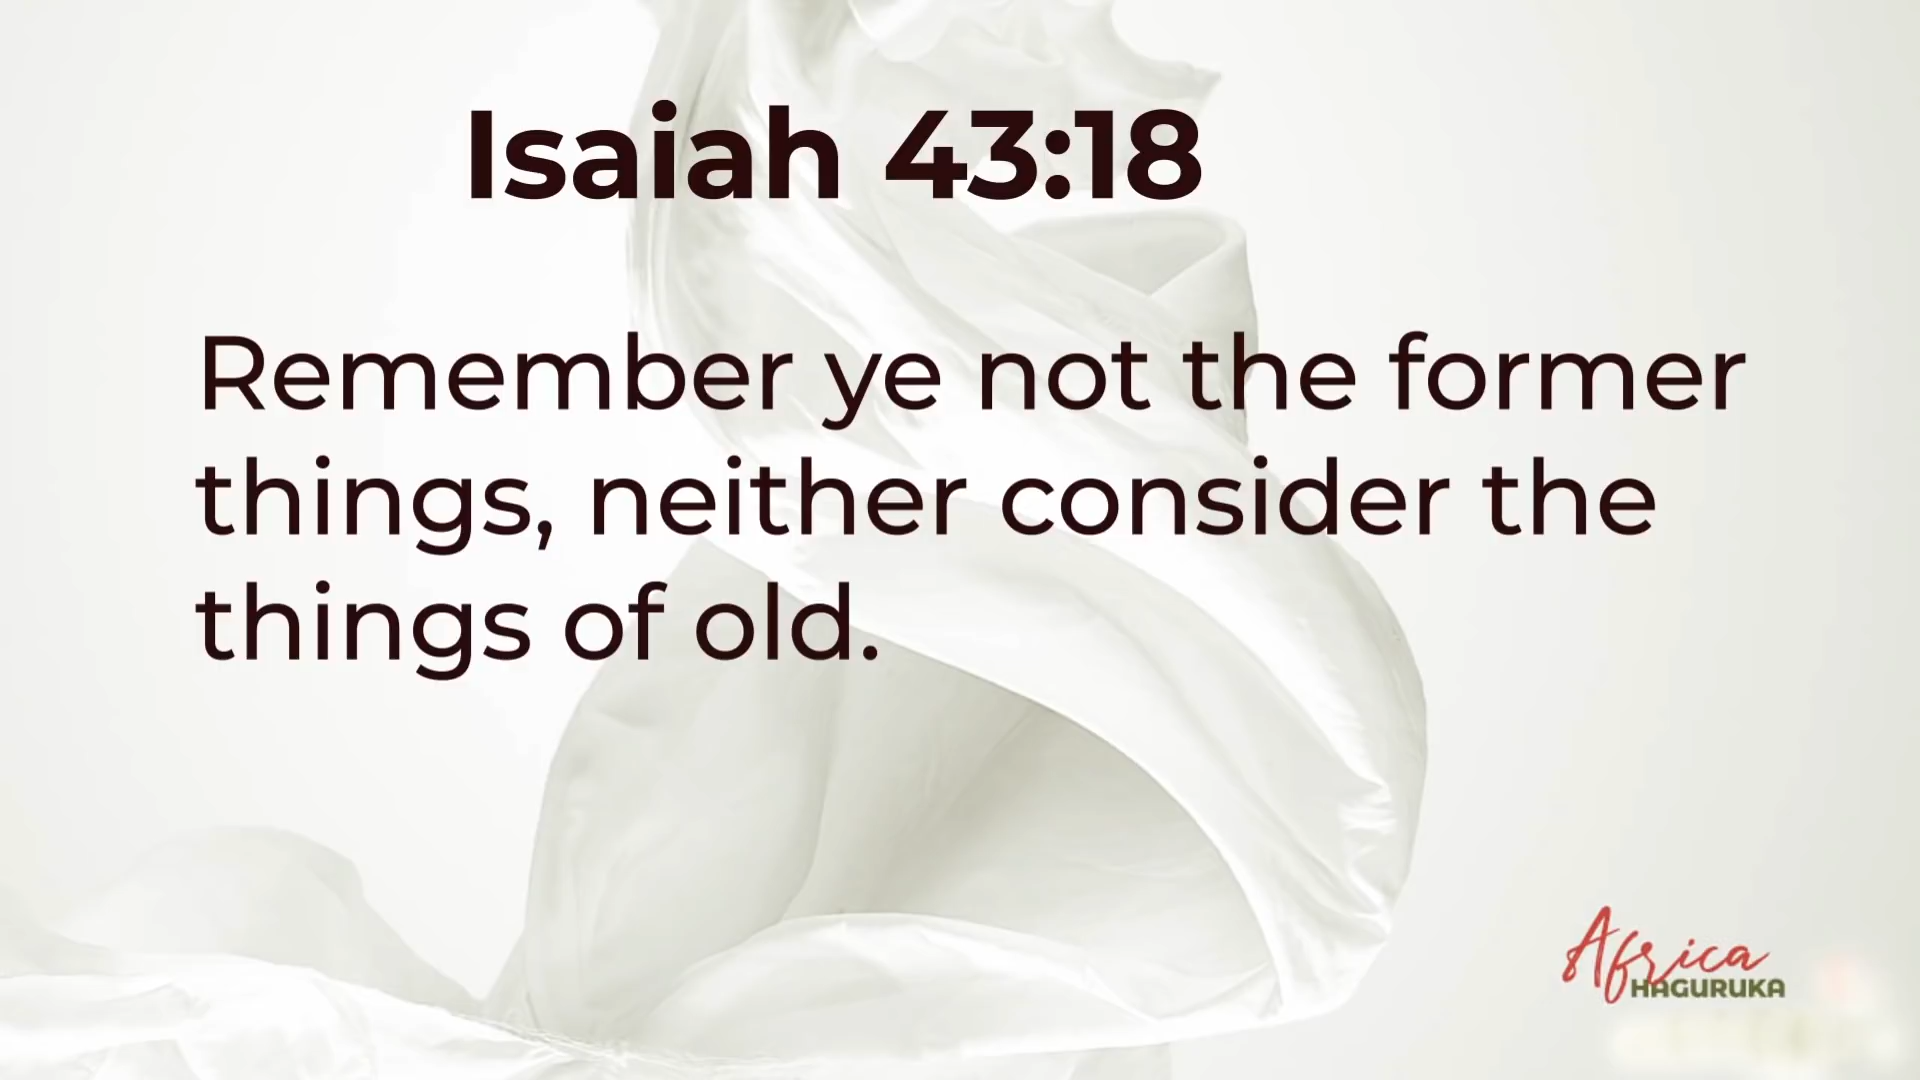 Isaiah 43:18
Remember ye not the former
things, neither consider the
things of old.
Africa
HAGURUKA